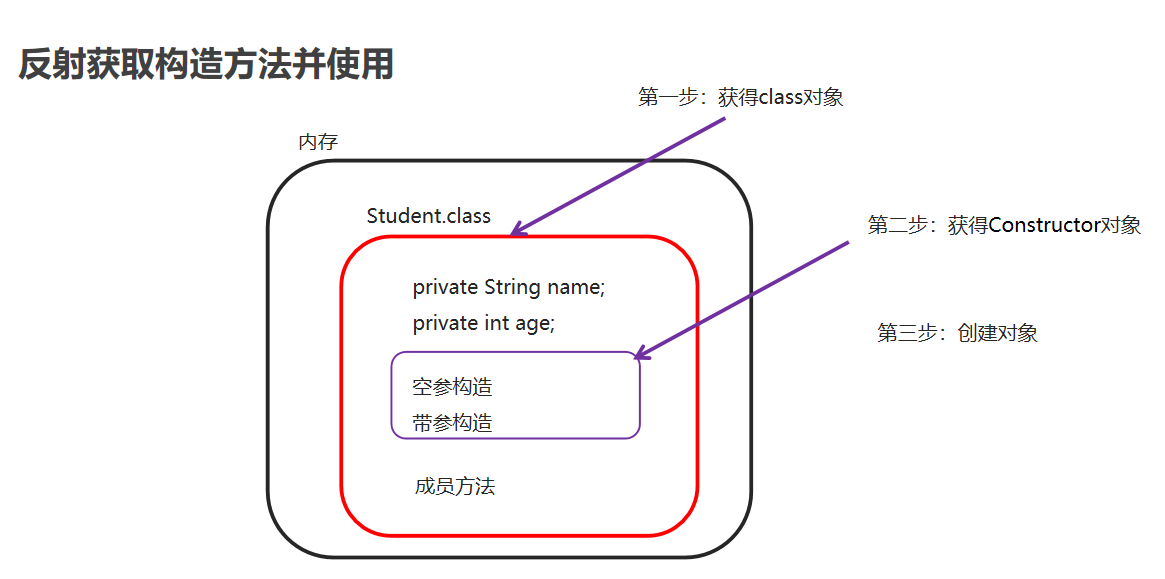 反射获取构造方法并使用
第一步：获得class对象
内存
Student.class
第二步：获得Constructor对象
private String name;
private int age;
第三步：创建对象
空参构造
带参构造
成员方法